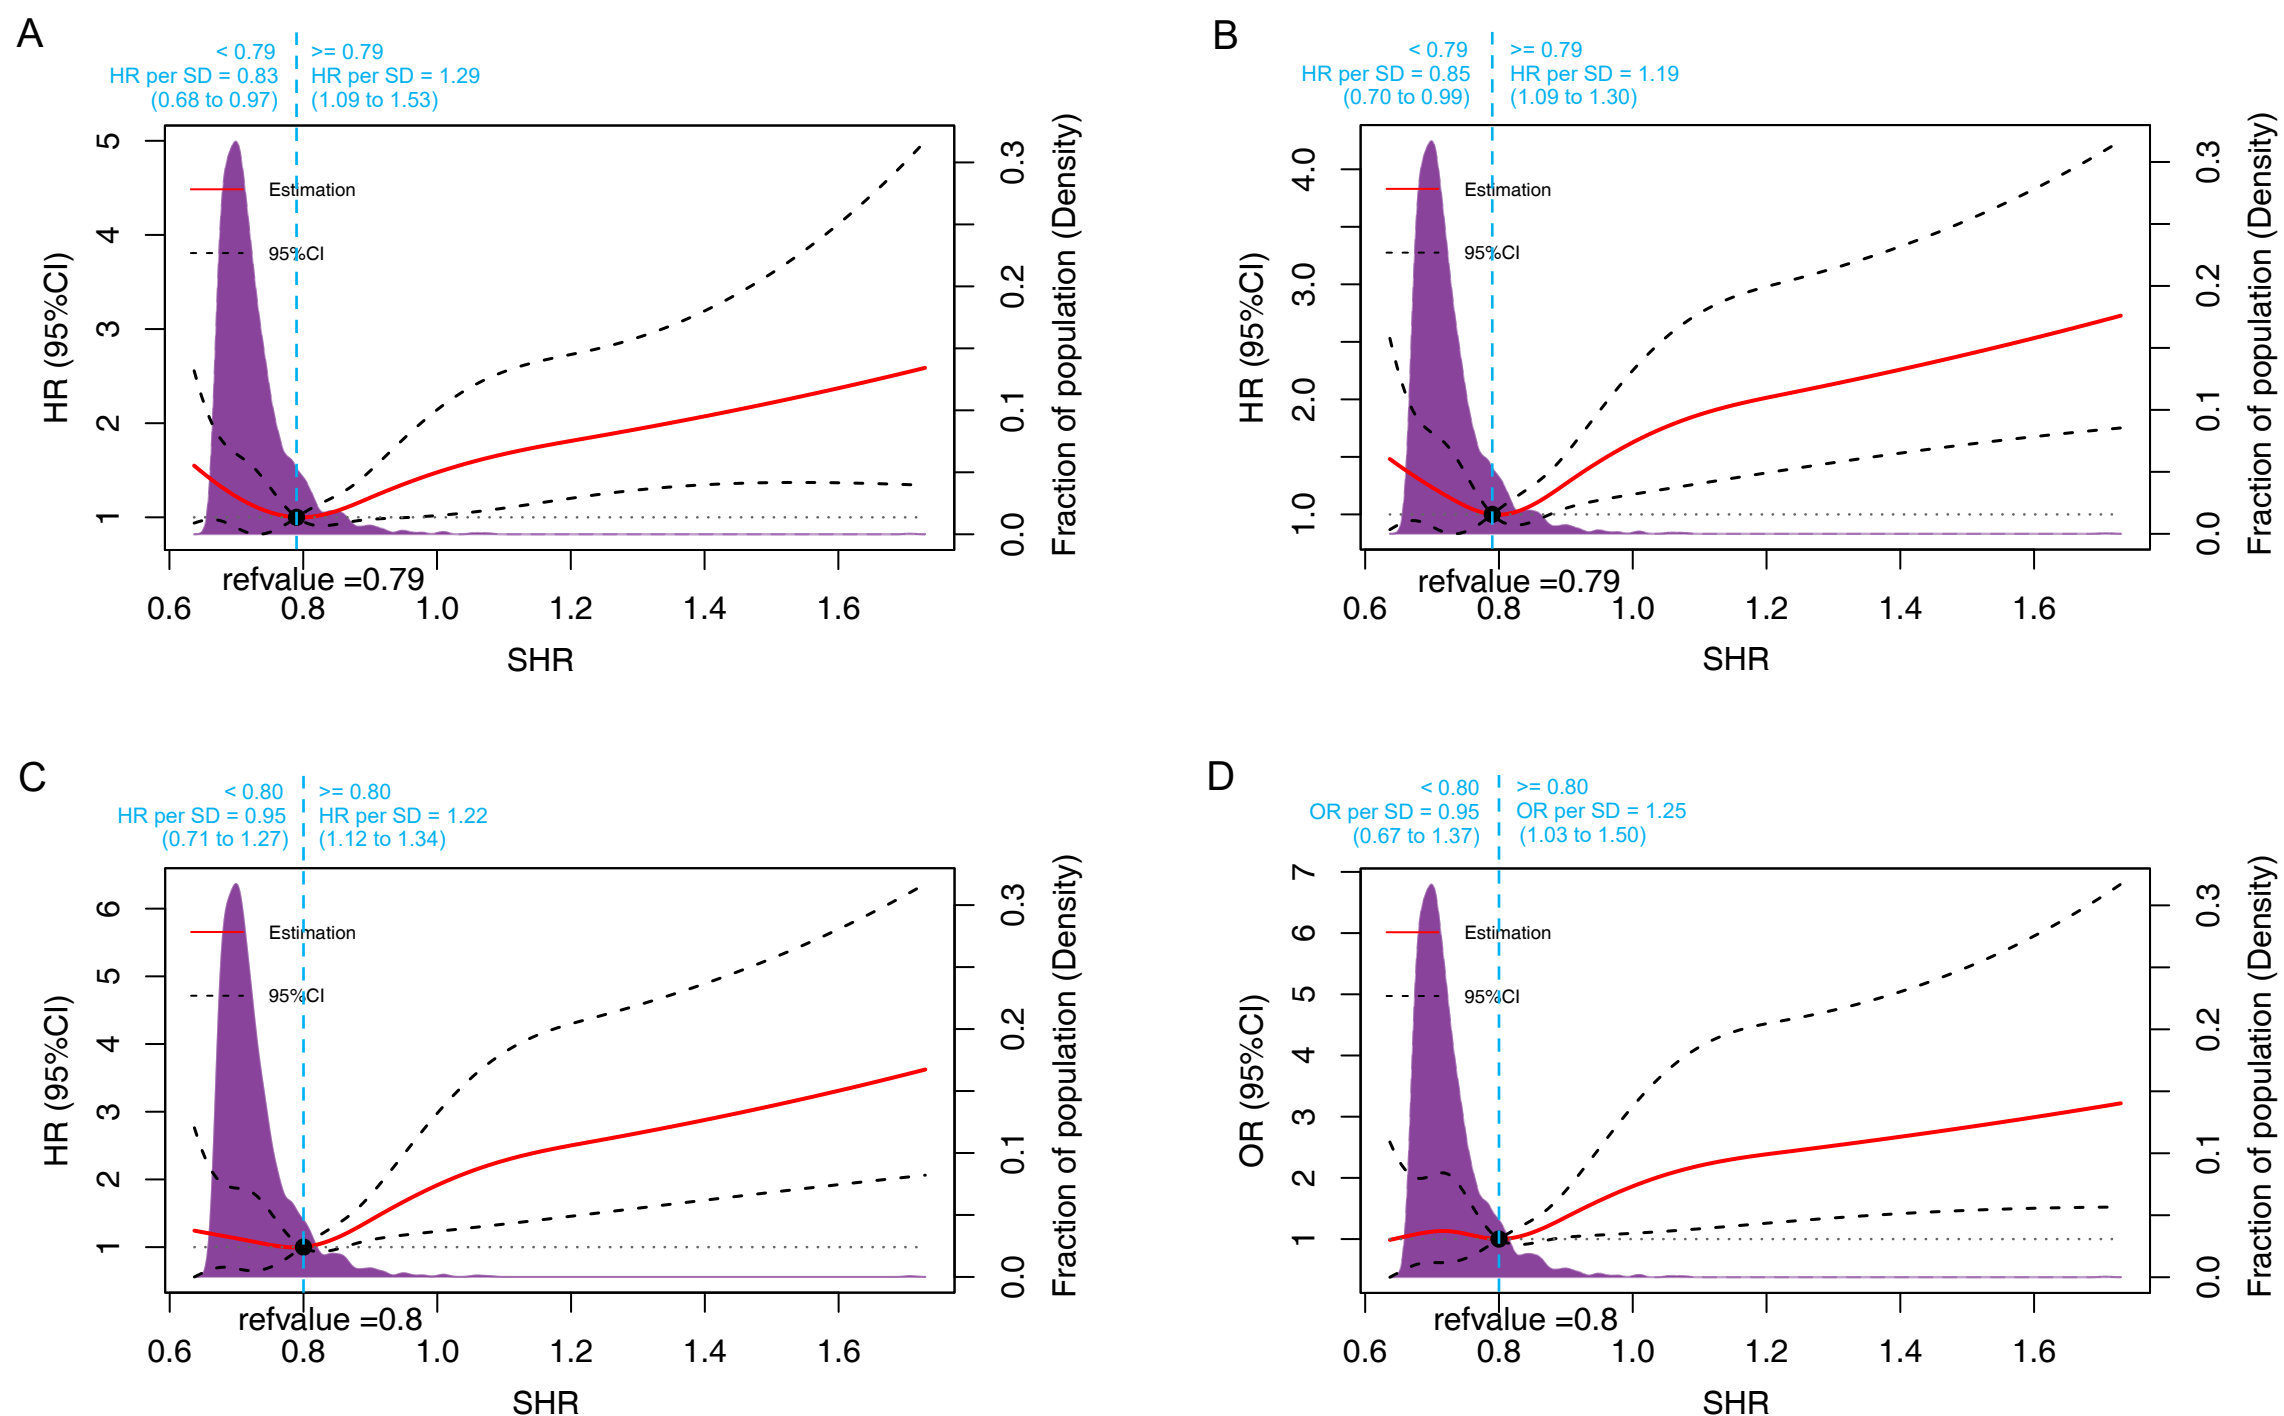 A
< 0.79
HR per SD = 0.83
(0.68 to 0.97)
>= 0.79
HR per SD = 1.29
(1.09 to 1.53)
5
4
3
2
1
HR (95%CI)
Estimation
95%CI
0.3
0.2
0.1
0.0
Fraction of population (Density)
refvalue =0.79
0.6 0.8 1.0 1.2 1.4 1.6
SHR
B
< 0.79
HR per SD = 0.85
(0.70 to 0.99)
>= 0.79
HR per SD = 1.19
(1.09 to 1.30)
4.0
3.0
2.0
1.0
HR (95%CI)
Estimation
95%CI
0.3
0.2
0.1
0.0
Fraction of population (Density)
refvalue =0.79
0.6 0.8 1.0 1.2 1.4 1.6
SHR
C
< 0.80
HR per SD = 0.95
(0.71 to 1.27)
>= 0.80
HR per SD = 1.22
(1.12 to 1.34)
6
5
4
3
2
1
HR (95%CI)
Estimation
95%CI
0.3
0.2
0.1
0.0
Fraction of population (Density)
refvalue =0.8
0.6 0.8 1.0 1.2 1.4 1.6
SHR
D
< 0.80
OR per SD = 0.95
(0.67 to 1.37)
>= 0.80
OR per SD = 1.25
(1.03 to 1.50)
7
6
5
4
3
2
1
OR (95%CI)
Estimation
95%CI
0.3
0.2
0.1
0.0
Fraction of population (Density)
refvalue =0.8
0.6 0.8 1.0 1.2 1.4 1.6
SHR